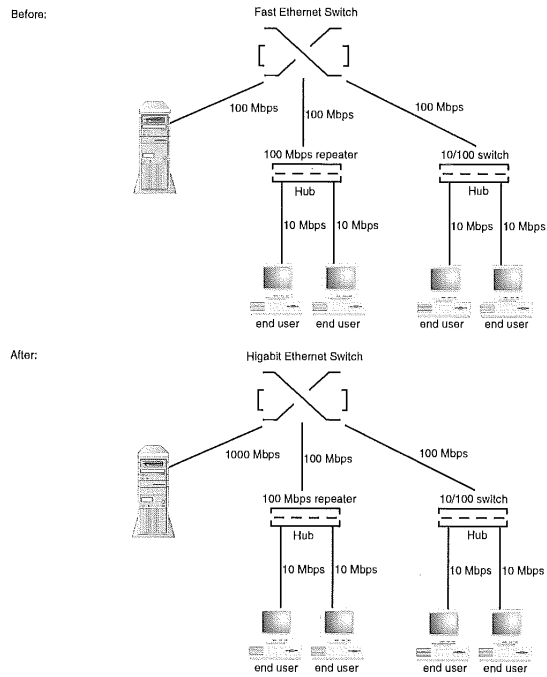 Before:
Fast Ethernet Switch
100 Mbps
100 Mbps
100 Mbps
100 Mbps repeater
10/100 switch
Hub
Hub
10 Mbps
10 Mbps
10 Mbps
10 Mbps
end user
end user
end user
end user
After:
Higabit Ethernet Switch
1000 Mbps
100 Mbps
100 Mbps
100 Mbps repeater
10/100 switch
Hub
Hub
10 Mbps
10 Mbps
10 Mbps
10 Mbps
end user
end user
end user
end user